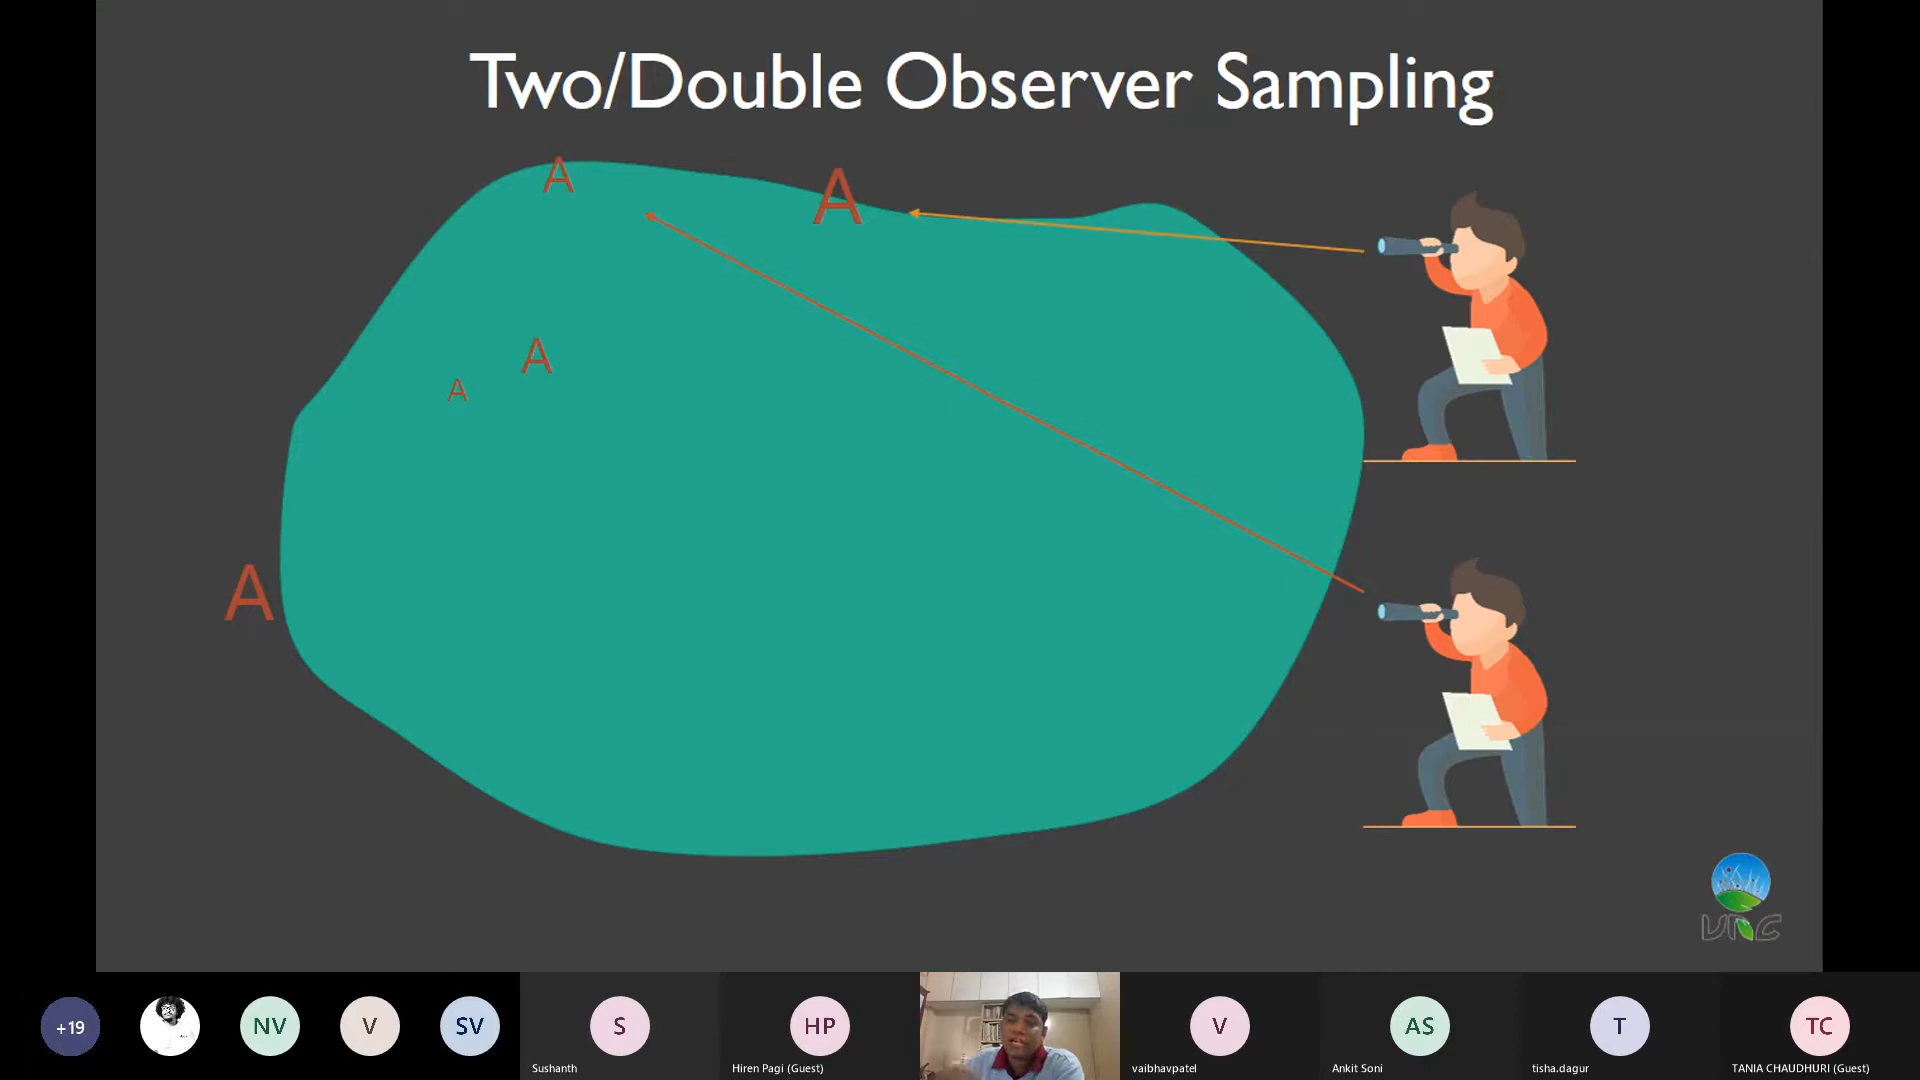 Two/Double Observer Sampling
A
A
A
A
A
VNC
+19
NV
V
SV
S
HP
V
AS
T
TC
Sushanth
Hiren Pagi (Guest)
vaibhavpatel
Ankit Soni
tisha.dagur
TANIA CHAUDHURI (Guest)